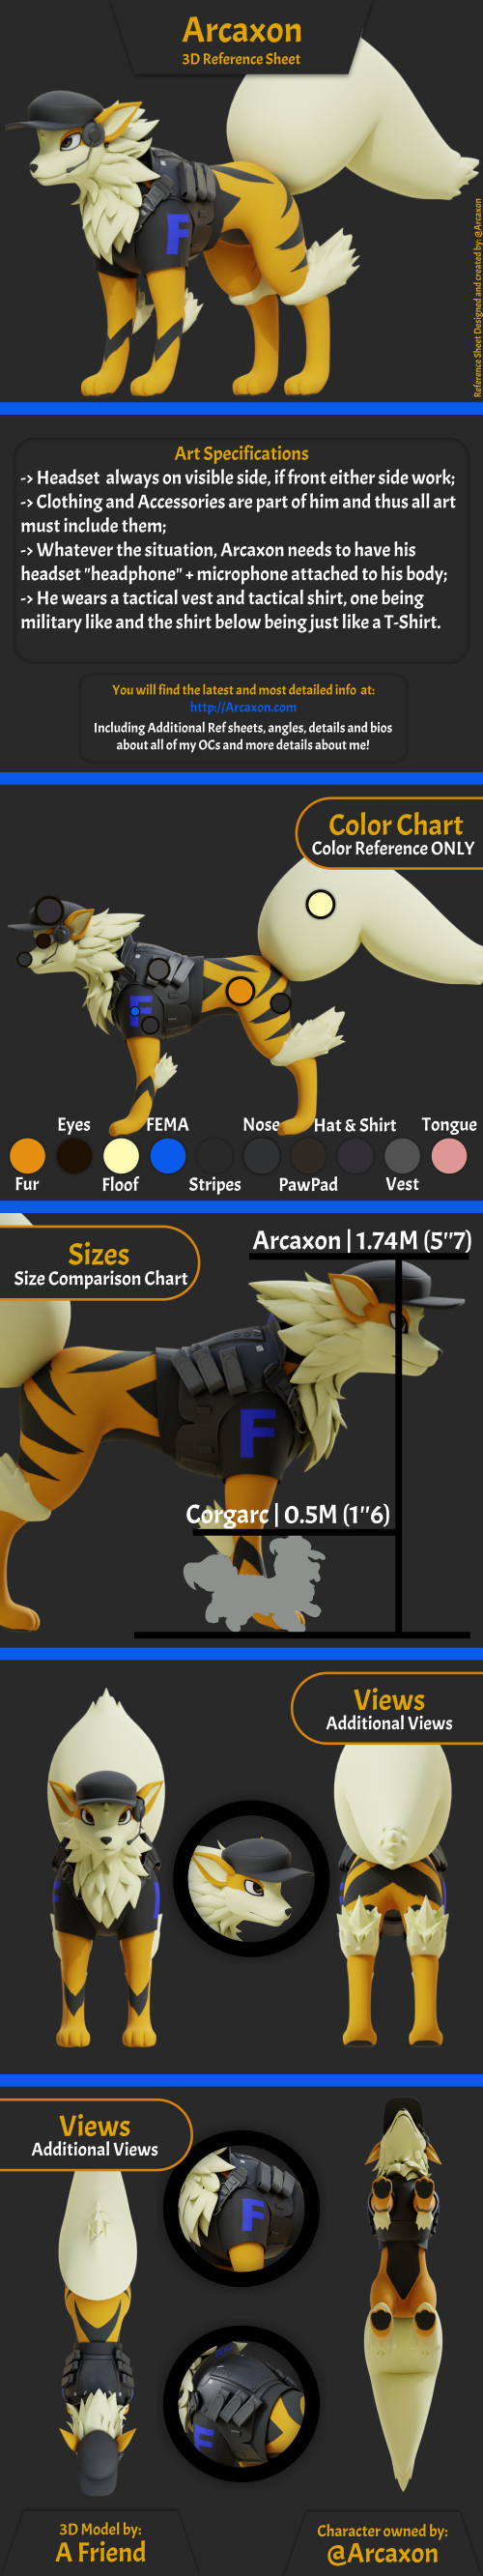 Arcaxon
3D Reference Sheet
F
Reference Sheet Designed and created by: @Arcaxon
Art Specifications
-> Headset always on visible side, if front either side work;
-> Clothing and Accessories are part of him and thus all art
must include them;
-> Whatever the situation, Arcaxon needs to have his
headset "headphone" + microphone attached to his body;
-> He wears a tactical vest and tactical shirt, one being
military like and the shirt below being just like a T-Shirt.
You will find the latest and most detailed info at:
http://Arcaxon.com
Including Additional Ref sheets, angles, details and bios
about all of my OCs and more details about me!
Color Chart
Color Reference ONLY
F
Eyes FEMA Nose Hat & Shirt Tongue
Fur Floof Stripes PawPad Vest
Sizes
Size Comparison Chart
Arcaxon | 1.74M (5"7)
F
Corgarc | 0.5M (1"6)
Views
Additional Views
Views
Additional Views
F
F
3D Model by:
A Friend
Character owned by:
@Arcaxon